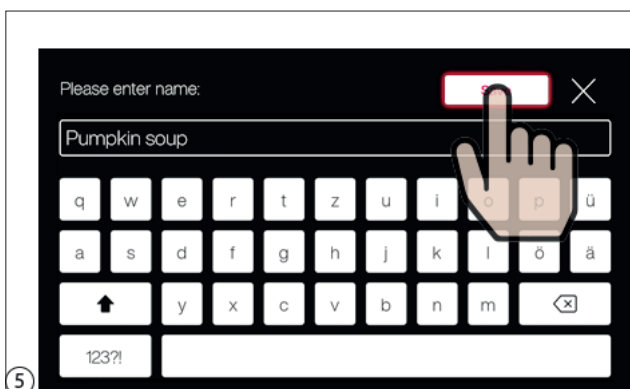 Please enter name:
Pumpkin soup
q w e r t z u i o p ü
a s d f g h j k l ö ä
y x c v b n m
123?!
5